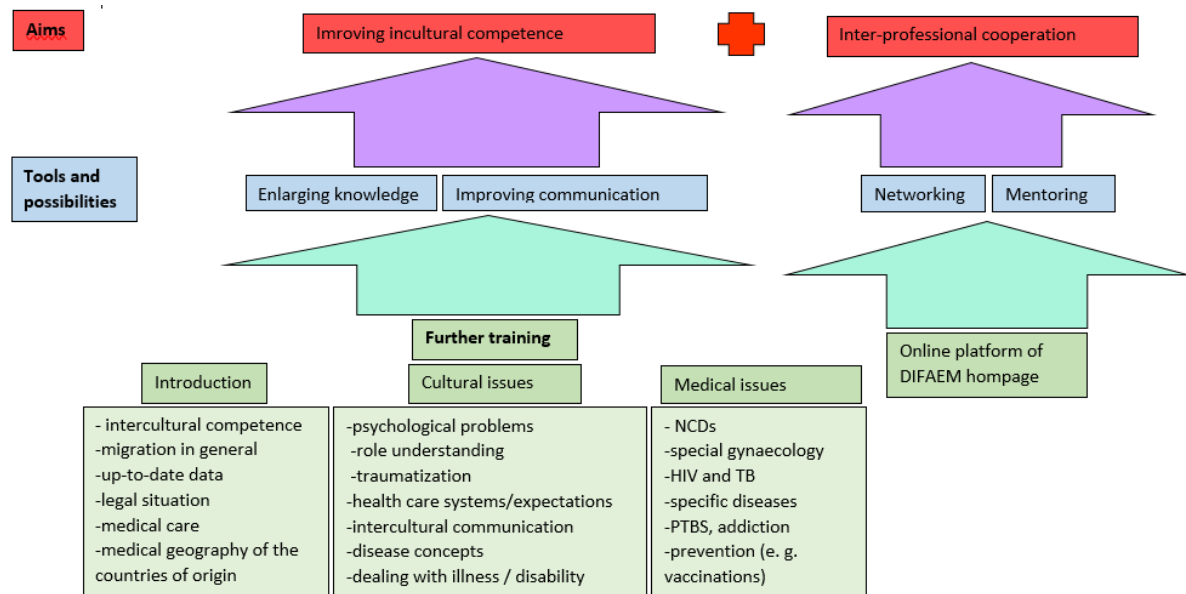 Aims
Imroving incultural competence
Inter-professional cooperation
Tools and
possibilities
Enlarging knowledge
Improving communication
Networking
Mentoring
Further training
Online platform of
DIFAEM hompage
Introduction
Cultural issues
Medical issues
- intercultural competence
-migration in general
-up-to-date data
-legal situation
-medical care
-medical geography of the
countries of origin
-psychological problems
-role understanding
-traumatization
-health care systems/expectations
-intercultural communication
-disease concepts
-dealing with illness / disability
- NCDs
-special gynaecology
-HIV and TB
-specific diseases
-PTBS, addiction
-prevention (e. g.
vaccinations)